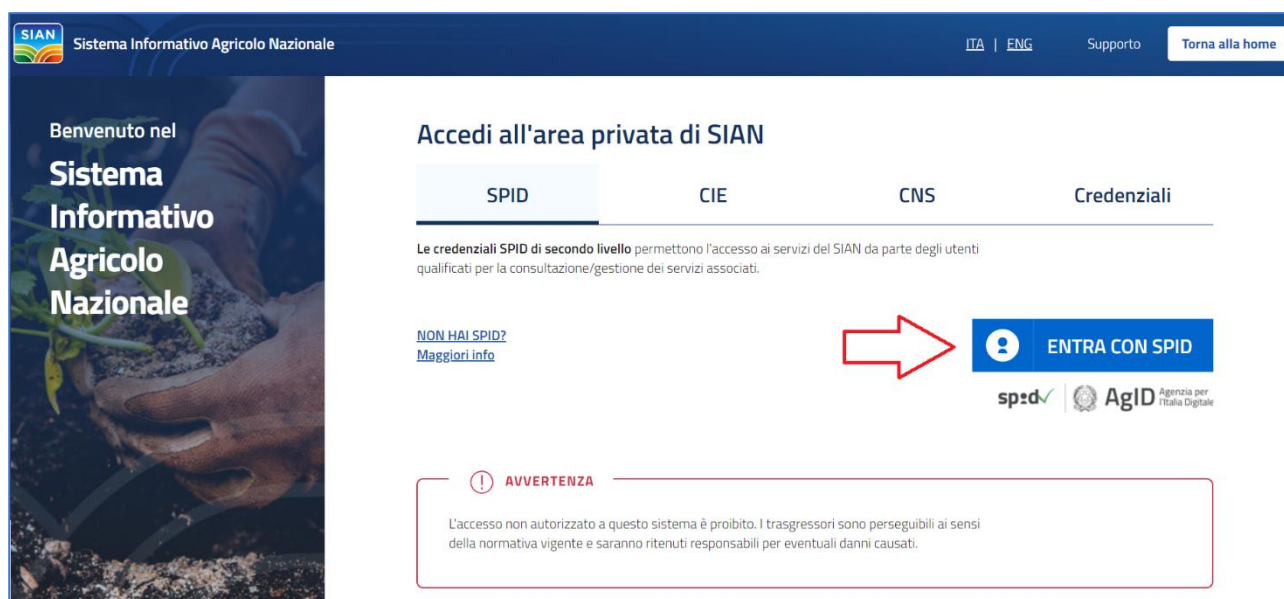 SIAN
Sistema Informativo Agricolo Nazionale
ITA | ENG
Supporto
Torna alla home
Benvenuto nel
Sistema
Informativo
Agricolo
Nazionale
Accedi all'area privata di SIAN
SPID
CIE
CNS
Credenziali
Le credenziali SPID di secondo livello permettono l'accesso ai servizi del SIAN da parte degli utenti
qualificati per la consultazione/gestione dei servizi associati.
NON HAI SPID?
Maggiori info
ENTRA CON SPID
spid
AgID
Agenzia per
l'Italia Digitale
AVVERTENZA
L'accesso non autorizzato a questo sistema è proibito. I trasgressori sono perseguibili ai sensi
della normativa vigente e saranno ritenuti responsabili per eventuali danni causati.